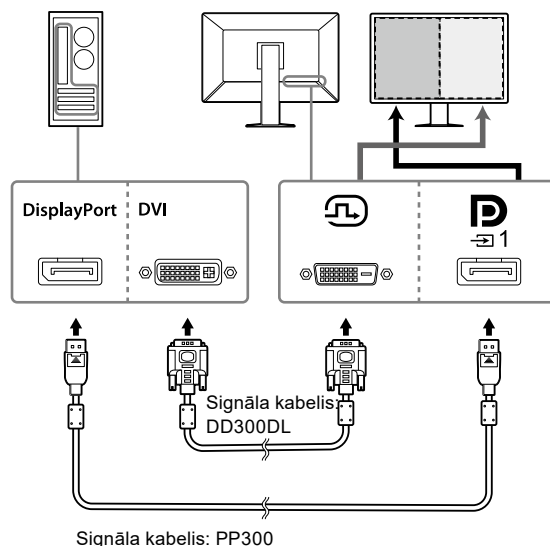 DisplayPort DVI
1
Signāla kabelis:
DD300DL
Signāla kabelis: PP300